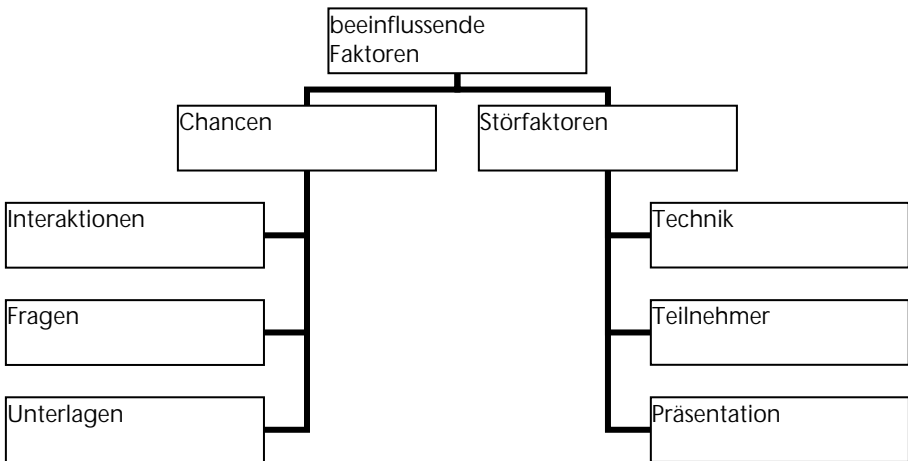 beeinflussende
Faktoren
Chancen
Störfaktoren
Interaktionen
Technik
Fragen
Teilnehmer
Unterlagen
Präsentation